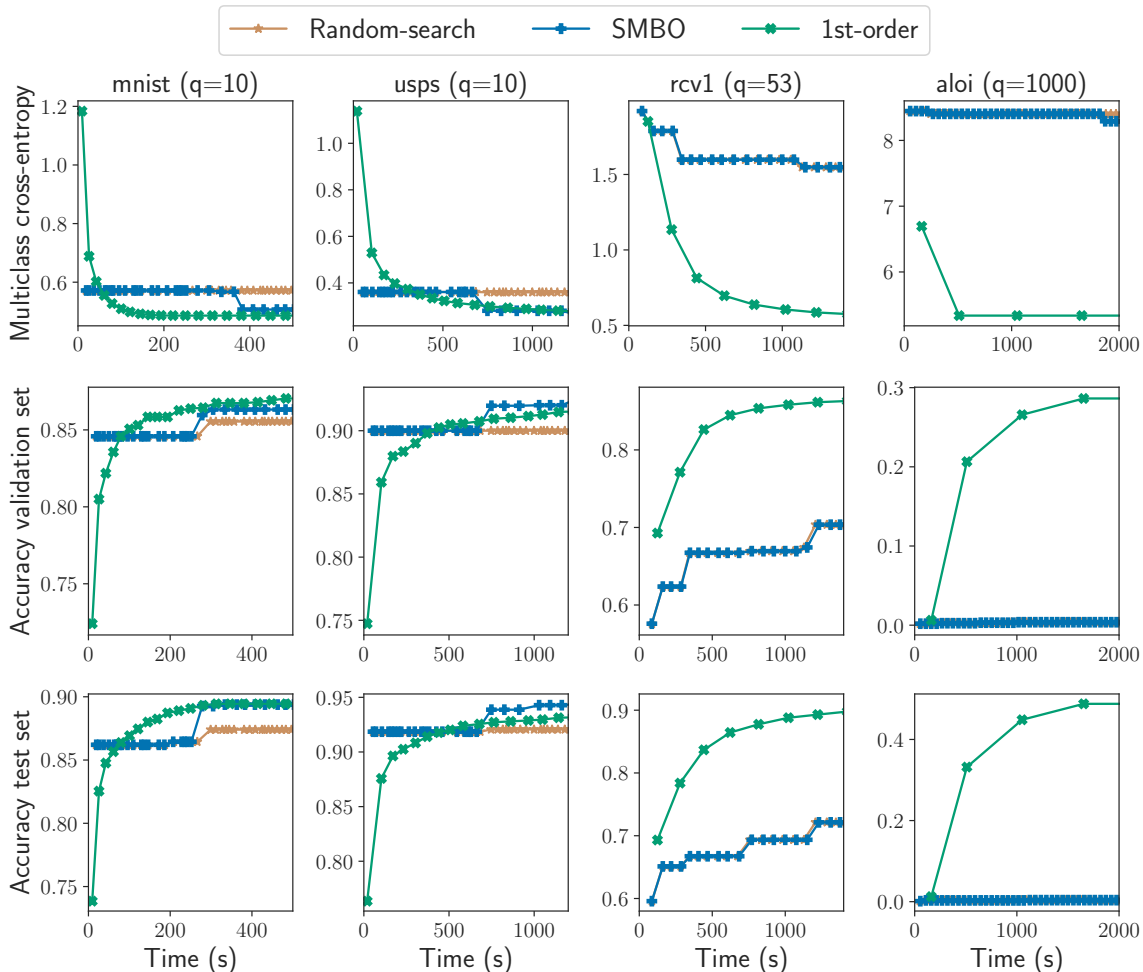 Random-search SMBO 1st-order
mnist (q=10) usps (q=10) rcv1 (q=53) aloi (q=1000)
Multiclass cross-entropy
1.2
1.0
0.8
0.6
0 200 400
1.0
0.8
0.6
0.4
0 500 1000
1.5
1.0
0.5
0 500 1000
8
6
0 1000 2000
Accuracy validation set
0.85
0.80
0.75
0 200 400
0.90
0.85
0.80
0.75
0 500 1000
0.8
0.7
0.6
0 500 1000
0.3
0.2
0.1
0.0
0 1000 2000
Accuracy test set
0.90
0.85
0.80
0.75
0 200 400
0.95
0.90
0.85
0.80
0 500 1000
0.9
0.8
0.7
0.6
0 500 1000
0.4
0.2
0.0
0 1000 2000
Time (s) Time (s) Time (s) Time (s)